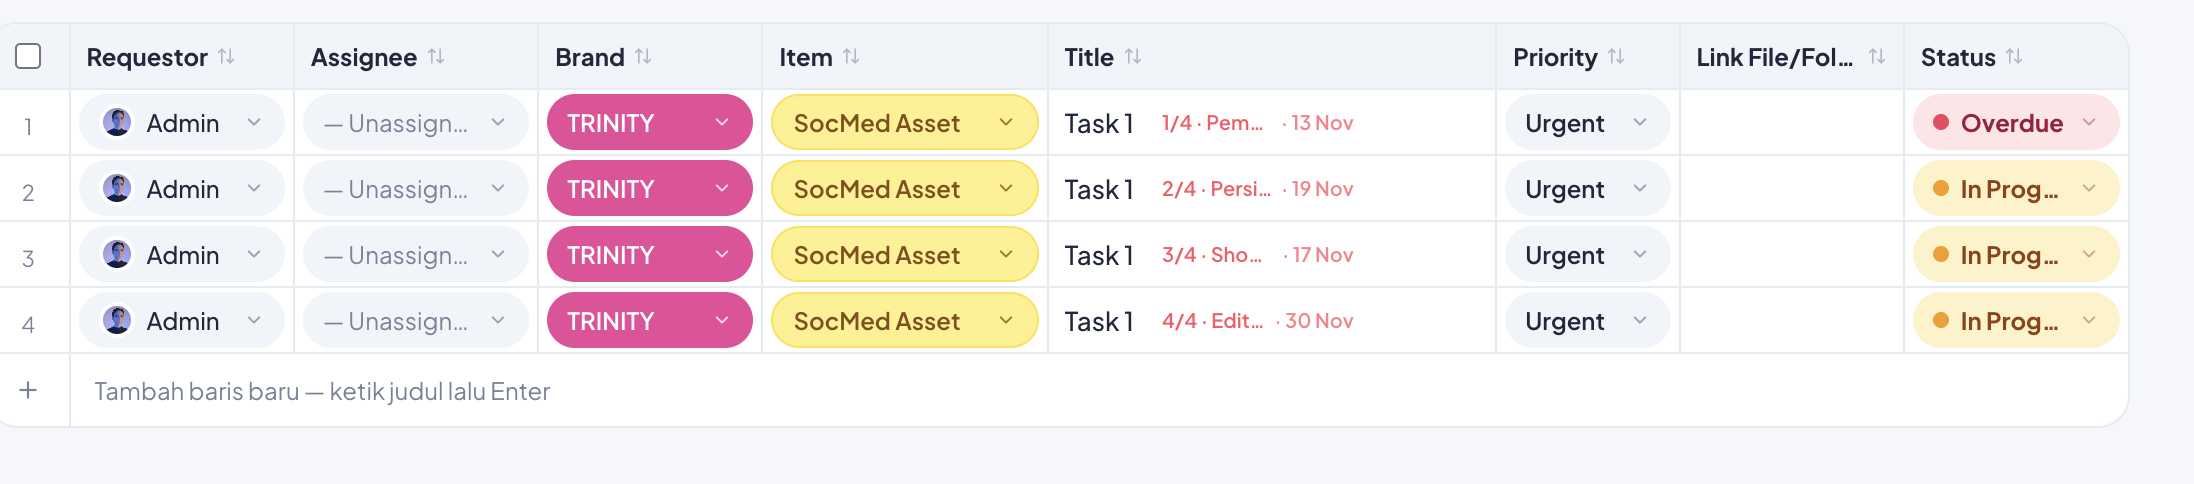 Requestor Assignee Brand Item Title Priority Link File/Fol... Status
1 Admin — Unassign... TRINITY SocMed Asset Task 1 1/4 · Pem... · 13 Nov Urgent Overdue
2 Admin — Unassign... TRINITY SocMed Asset Task 1 2/4 · Persi... · 19 Nov Urgent In Prog...
3 Admin — Unassign... TRINITY SocMed Asset Task 1 3/4 · Sho... · 17 Nov Urgent In Prog...
4 Admin — Unassign... TRINITY SocMed Asset Task 1 4/4 · Edit... · 30 Nov Urgent In Prog...
+ Tambah baris baru — ketik judul lalu Enter